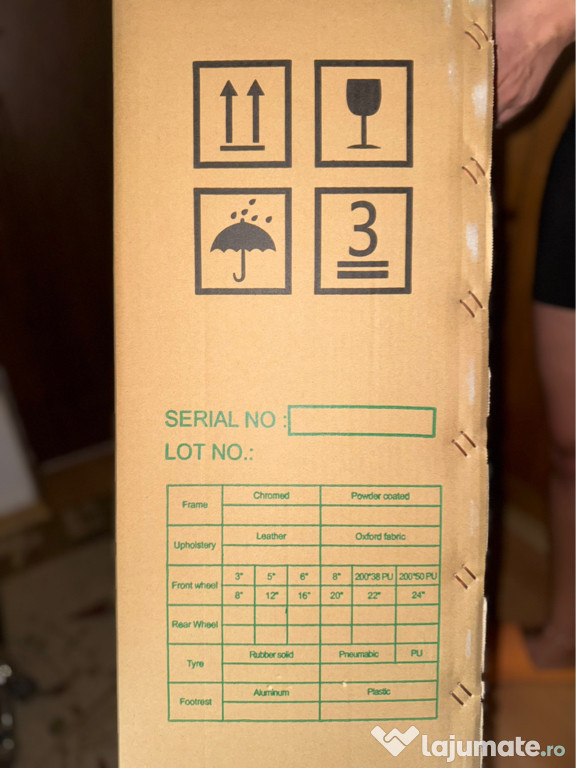 3
SERIAL NO :
LOT NO.:
Frame Chromed Powder coated
Upholstery Leather Oxford fabric
Front wheel 3" 5" 6" 8" 200*38 PU 200*50 PU
8" 12" 16" 20" 22" 24"
Rear Wheel
Tyre Rubber solid Pneumabic PU
Footrest Aluminum Plastic
lajumate.ro